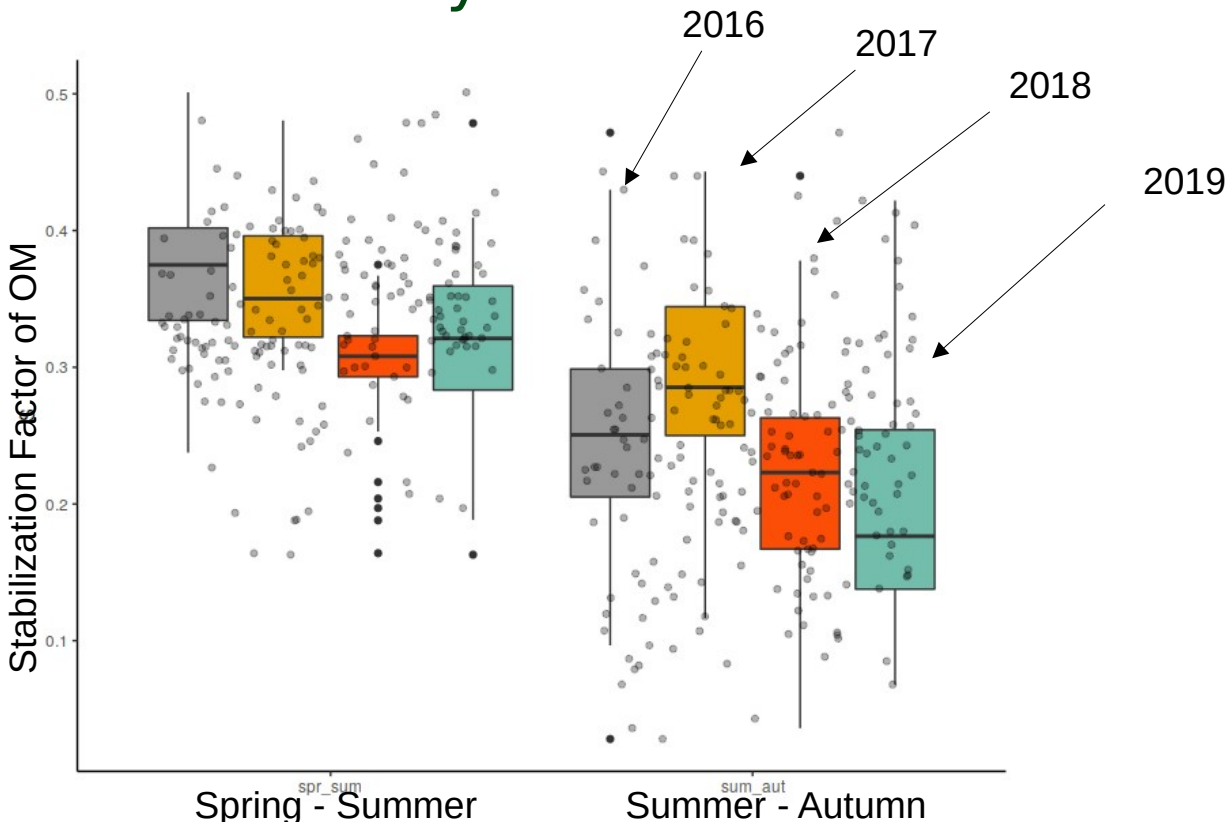 2016
2017
2018
2019
0.5
0.4
0.3
0.2
0.1
Stabilization Factor of OM
spr_sum
sum_aut
Spring - Summer
Summer - Autumn